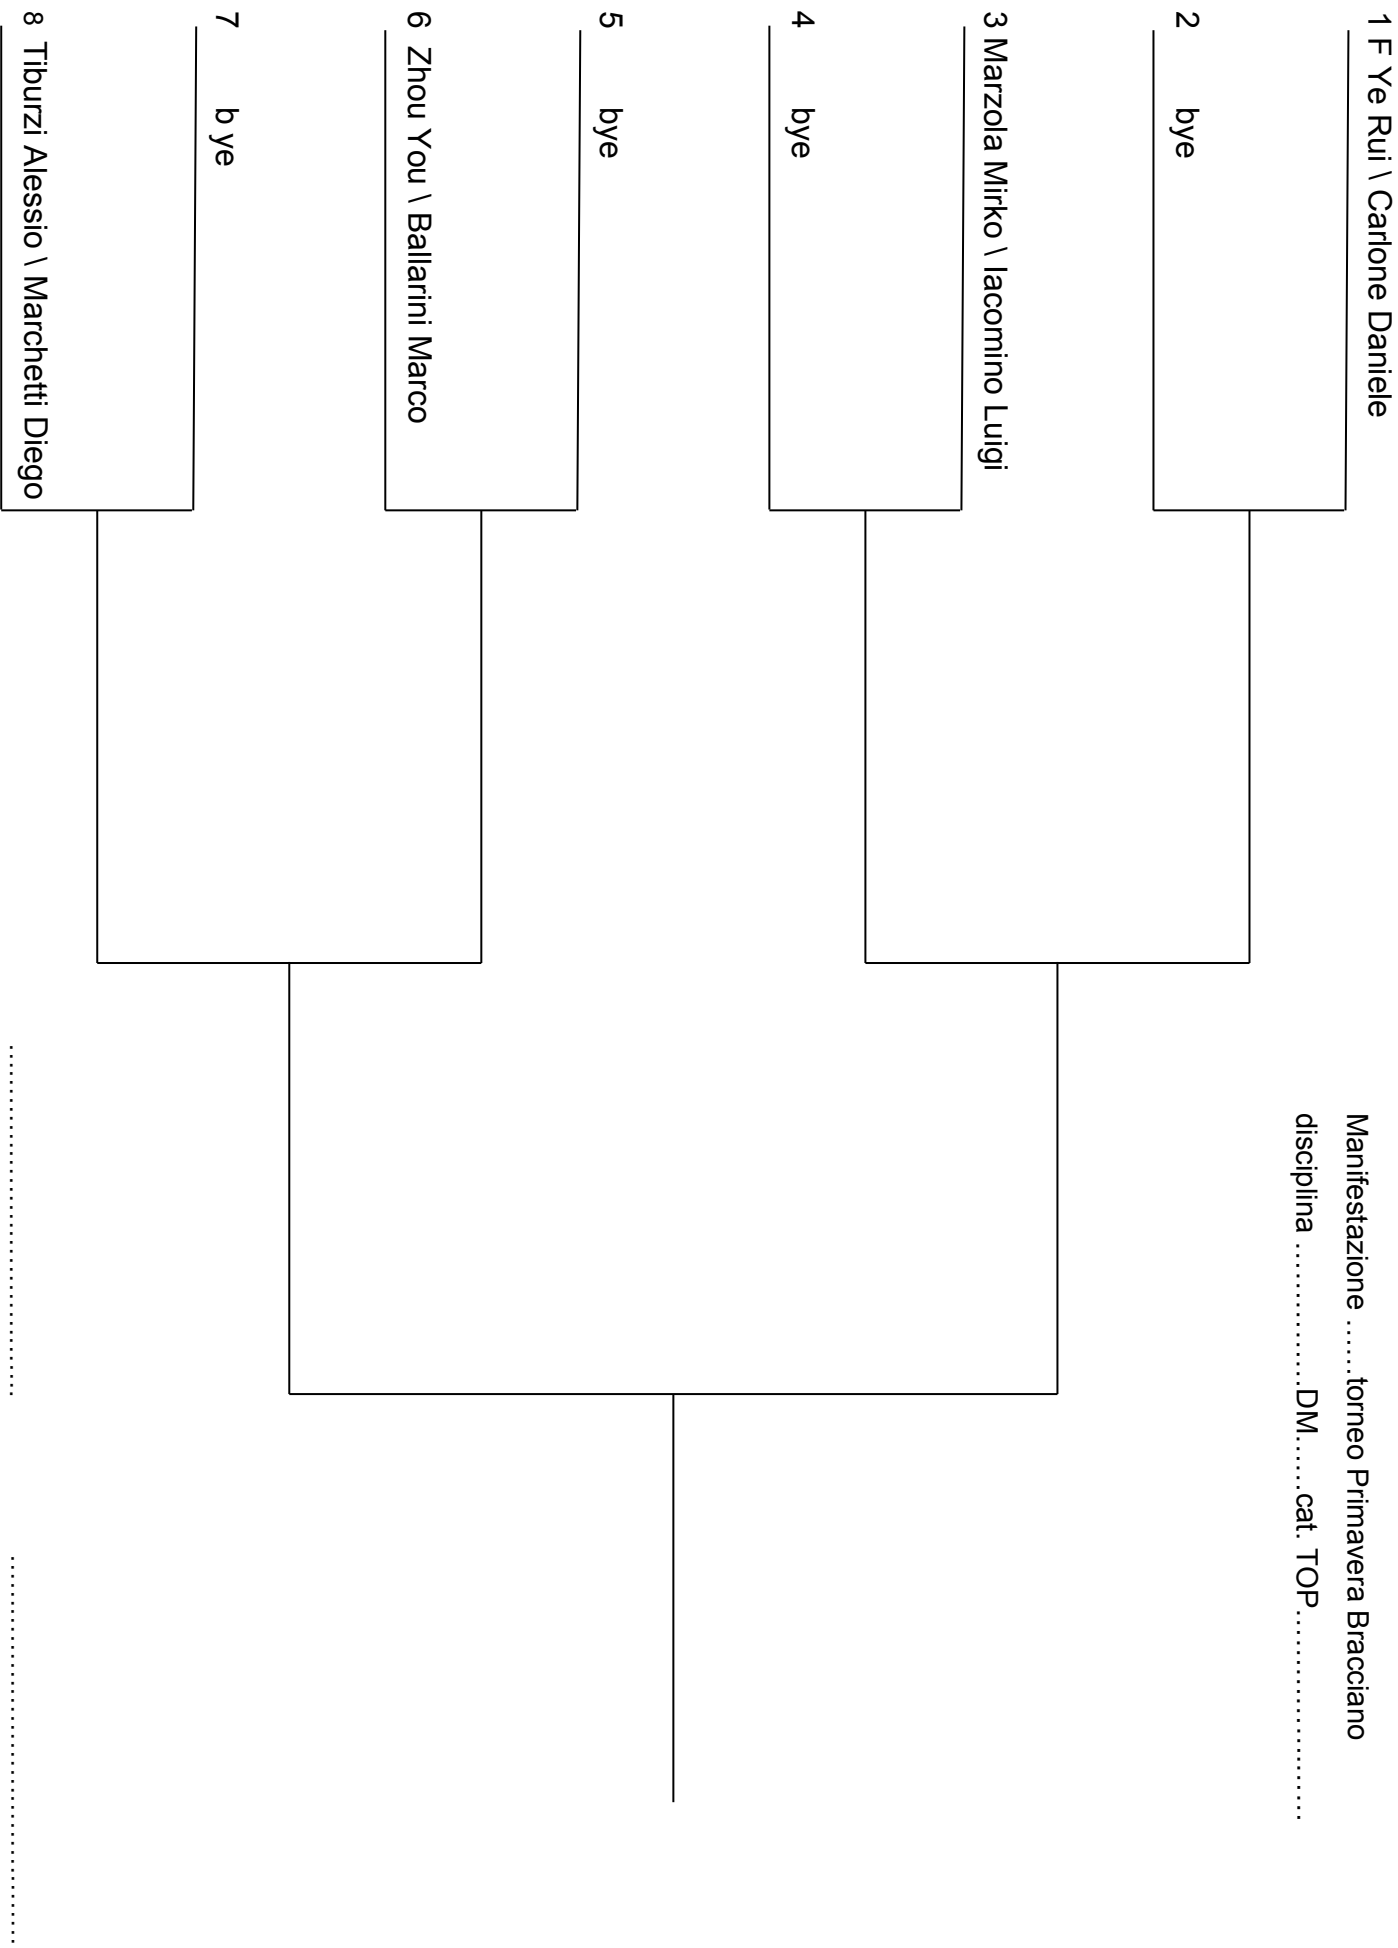 Manifestazione ......torneo Primavera Bracciano
disciplina .................DM......cat. TOP.........................
1 F Ye Rui \ Carlone Daniele
2 bye
3 Marzola Mirko \ Iacomino Luigi
4 bye
5 bye
6 Zhou You \ Ballarini Marco
7 b ye
8 Tiburzi Alessio \ Marchetti Diego